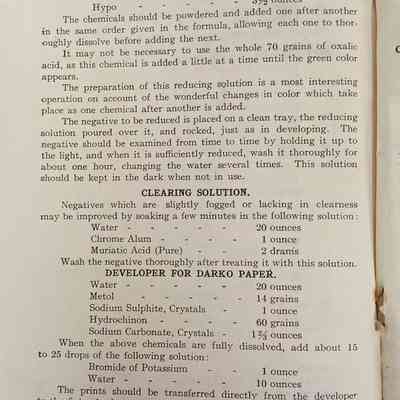 Hypo - - - - - 3½ ounces
The chemicals should be powdered and added one after another
in the same order given in the formula, allowing each one to thor-
oughly dissolve before adding the next.
It may not be necessary to use the whole 70 grains of oxalic
acid, as this chemical is added a little at a time until the green color
appears.
The preparation of this reducing solution is a most interesting
operation on account of the wonderful changes in color which take
place as one chemical after another is added.
The negative to be reduced is placed on a clean tray, the reducing
solution poured over it, and rocked, just as in developing. The
negative should be examined from time to time by holding it up to
the light, and when it is sufficiently reduced, wash it thoroughly for
about one hour, changing the water several times. This solution
should be kept in the dark when not in use.
CLEARING SOLUTION.
Negatives which are slightly fogged or lacking in clearness
may be improved by soaking a few minutes in the following solution:
Water - - - - - 20 ounces
Chrome Alum - - - - 1 ounce
Muriatic Acid (Pure) - - 2 drams
Wash the negative thoroughly after treating it with this solution.
DEVELOPER FOR DARKO PAPER.
Water - - - - - 20 ounces
Metol - - - - - 14 grains
Sodium Sulphite, Crystals - 1 ounce
Hydrochinon - - - - 60 grains
Sodium Carbonate, Crystals - 1⅔ ounces
When the above chemicals are fully dissolved, add about 15
to 25 drops of the following solution:
Bromide of Potassium - - 1 ounce
Water - - - - - 10 ounces
The prints should be transferred directly from the developer